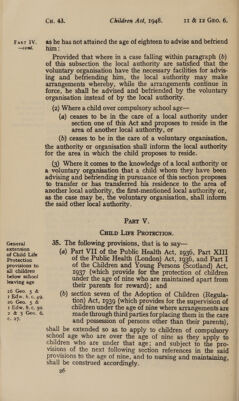 CH. 43. Children Act, 1948. 11 & 12 GEO. 6.
PART IV.
—cont.
as he has not attained the age of eighteen to advise and befriend
him:
Provided that where in a case falling within paragraph (b)
of this subsection the local authority are satisfied that the
voluntary organisation have the necessary facilities for advis-
ing and befriending him, the local authority may make
arrangements whereby, while the arrangements continue in
force, he shall be advised and befriended by the voluntary
organisation instead of by the local authority.
(2) Where a child over compulsory school age—
(a) ceases to be in the care of a local authority under
section one of this Act and proposes to reside in the
area of another local authority, or
(b) ceases to be in the care of a voluntary organisation,
the authority or organisation shall inform the local authority
for the area in which the child proposes to reside.
(3) Where it comes to the knowledge of a local authority or
a voluntary organisation that a child whom they have been
advising and befriending in pursuance of this section proposes
to transfer or has transferred his residence to the area of
another local authority, the first-mentioned local authority or,
as the case may be, the voluntary organisation, shall inform
the said other local authority.
PART V.
CHILD LIFE PROTECTION.
General
extension
of Child Life
Protection
provisions to
all children
below school
leaving age
26 Geo. 5 &
1 Edw. 8. c. 49.
26 Geo. 5 &
1 Edw. 8. c. 50.
2 & 3 Geo. 6.
c. 27.
35. The following provisions, that is to say—
(a) Part VII of the Public Health Act, 1936, Part XIII
of the Public Health (London) Act, 1936, and Part I
of the Children and Young Persons (Scotland) Act,
1937 (which provide for the protection of children
under the age of nine who are maintained apart from
their parents for reward); and
(b) section seven of the Adoption of Children (Regula-
tion) Act, 1939 (which provides for the supervision of
children under the age of nine where arrangements are
made through third parties for placing them in the care
and possession of persons other than their parents),
shall be extended so as to apply to children of compulsory
school age who are over the age of nine as they apply to
children who are under that age; and subject to the pro-
visions of the next following section references in the said
provisions to the age of nine, and to nursing and maintaining,
shall be construed accordingly.
26